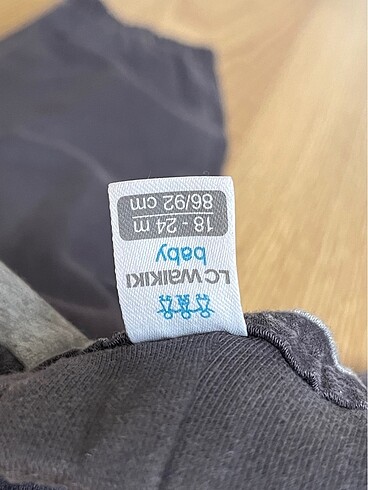 LC WAIKIKI
baby
18 - 24 m
86/92 cm